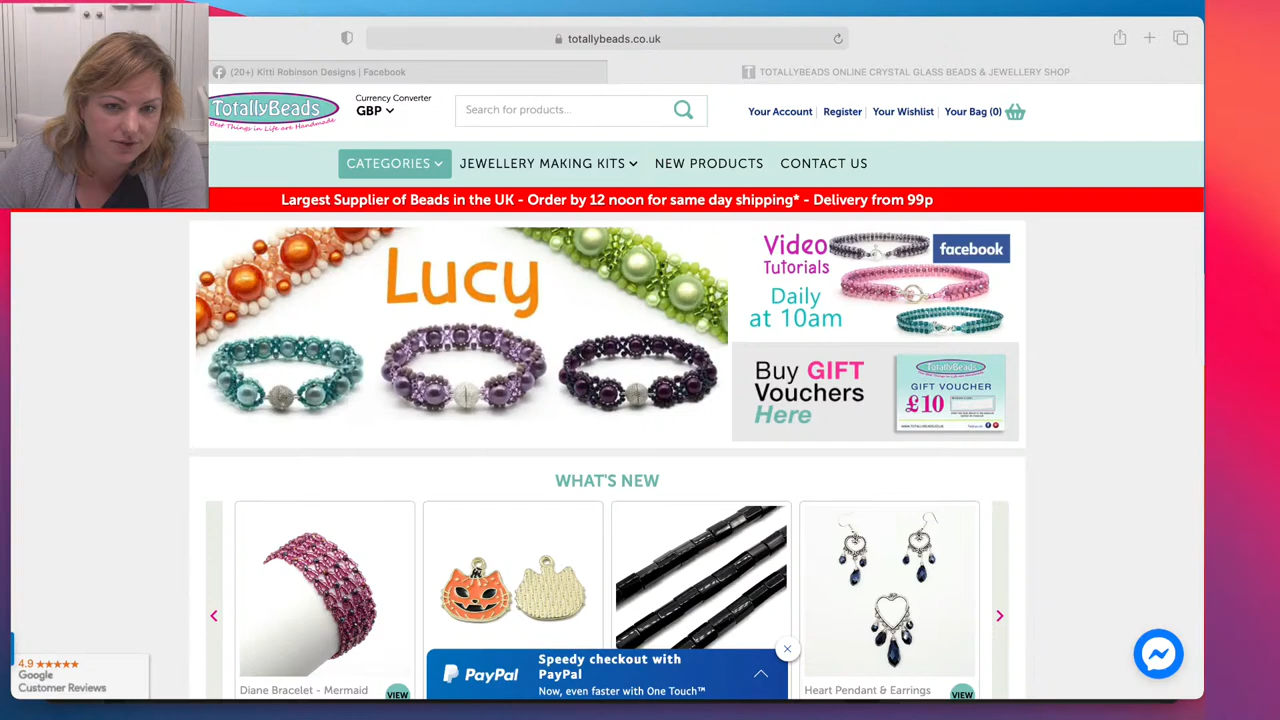 totallybeads.co.uk
(20+) Kitti Robinson Designs | Facebook
TOTALLYBEADS ONLINE CRYSTAL GLASS BEADS & JEWELLERY SHOP
TotallyBeads
Best Things in Life are Handmade
Currency Converter
GBP
Search for products...
Your Account
Register
Your Wishlist
Your Bag (0)
CATEGORIES
JEWELLERY MAKING KITS
NEW PRODUCTS
CONTACT US
Largest Supplier of Beads in the UK - Order by 12 noon for same day shipping* - Delivery from 99p
Lucy
Video
Tutorials
Daily
at 10am
facebook
Buy GIFT
Vouchers
Here
TotallyBeads
GIFT VOUCHER
£10
WHAT'S NEW
Diane Bracelet - Mermaid
VIEW
Heart Pendant & Earrings
VIEW
PayPal
Speedy checkout with
PayPal
Now, even faster with One Touch™
4.9 ★★★★★
Google
Customer Reviews